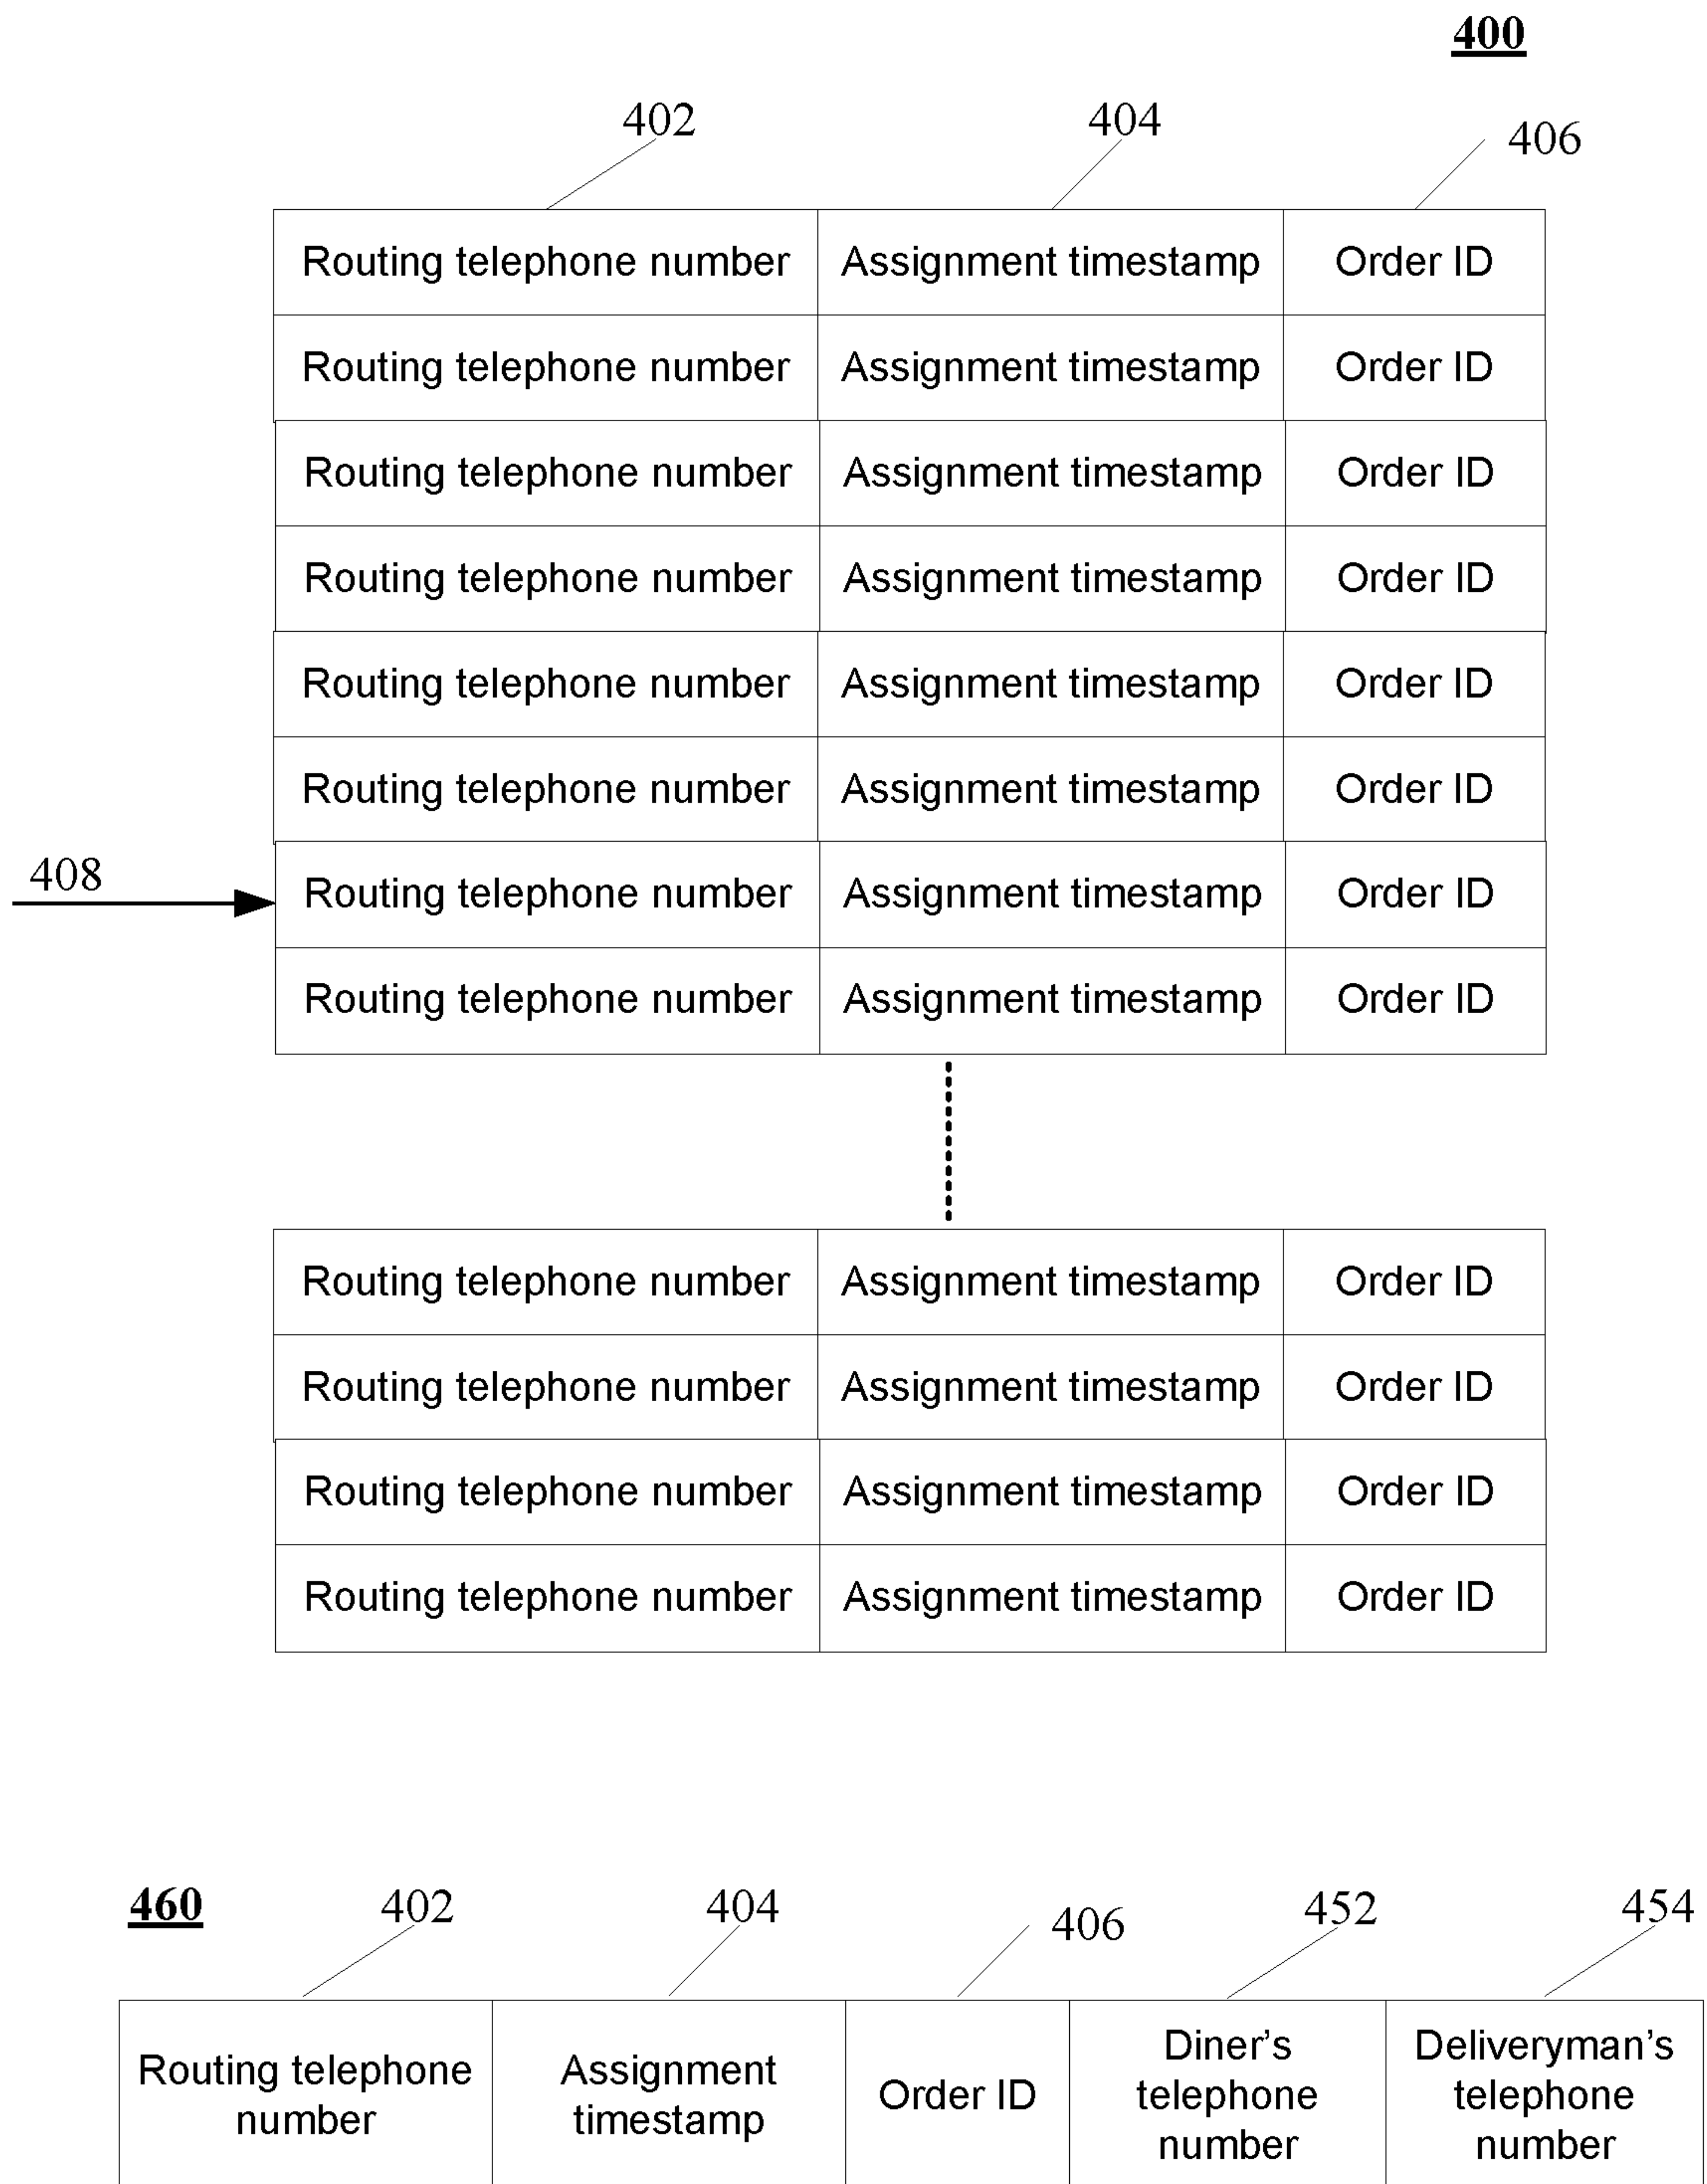 400
402 404 406
Routing telephone number Assignment timestamp Order ID
Routing telephone number Assignment timestamp Order ID
Routing telephone number Assignment timestamp Order ID
Routing telephone number Assignment timestamp Order ID
Routing telephone number Assignment timestamp Order ID
Routing telephone number Assignment timestamp Order ID
408 Routing telephone number Assignment timestamp Order ID
Routing telephone number Assignment timestamp Order ID
Routing telephone number Assignment timestamp Order ID
Routing telephone number Assignment timestamp Order ID
Routing telephone number Assignment timestamp Order ID
Routing telephone number Assignment timestamp Order ID
460 402 404 406 452 454
Routing telephone
number
Assignment
timestamp
Order ID
Diner's
telephone
number
Deliveryman's
telephone
number